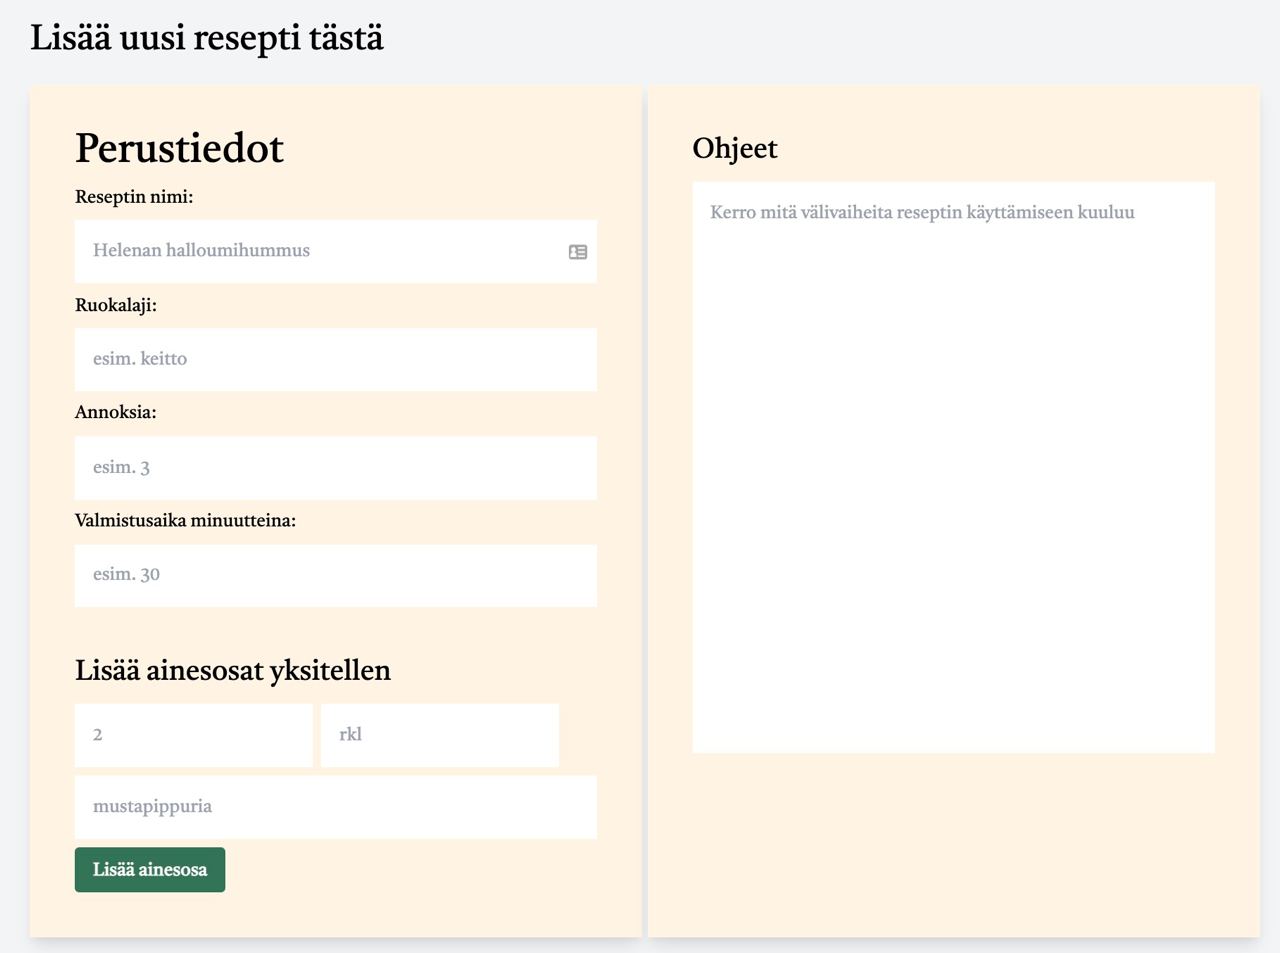 Lisää uusi resepti tästä
Perustiedot
Reseptin nimi:
Helenan halloumihummus
Ruokalaji:
esim. keitto
Annoksia:
esim. 3
Valmistusaika minuutteina:
esim. 30
Lisää ainesosat yksitellen
2
rkl
mustapippuria
Lisää ainesosa
Ohjeet
Kerro mitä välivaiheita reseptin käyttämiseen kuuluu